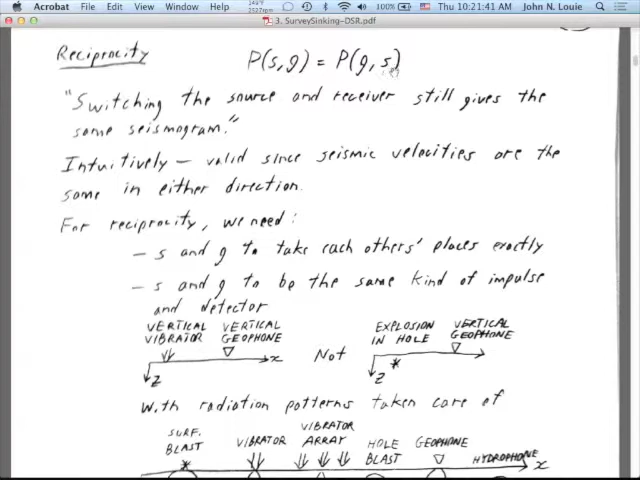 Acrobat File Edit View Window Help 149°F 2527rpm 100% Thu 10:21:41 AM John N. Louie
3. SurveySinking-DSR.pdf
Reciprocity P(s,g) = P(g,s)
"Switching the source and receiver still gives the
same seismogram."
Intuitively – valid since seismic velocities are the
same in either direction.
For reciprocity, we need:
– s and g to take each others' places exactly
– s and g to be the same kind of impulse
and detector
VERTICAL VIBRATOR VERTICAL GEOPHONE x z
Not
EXPLOSION IN HOLE VERTICAL GEOPHONE z
With radiation patterns taken care of
SURF. BLAST VIBRATOR VIBRATOR ARRAY HOLE BLAST GEOPHONE HYDROPHONE x